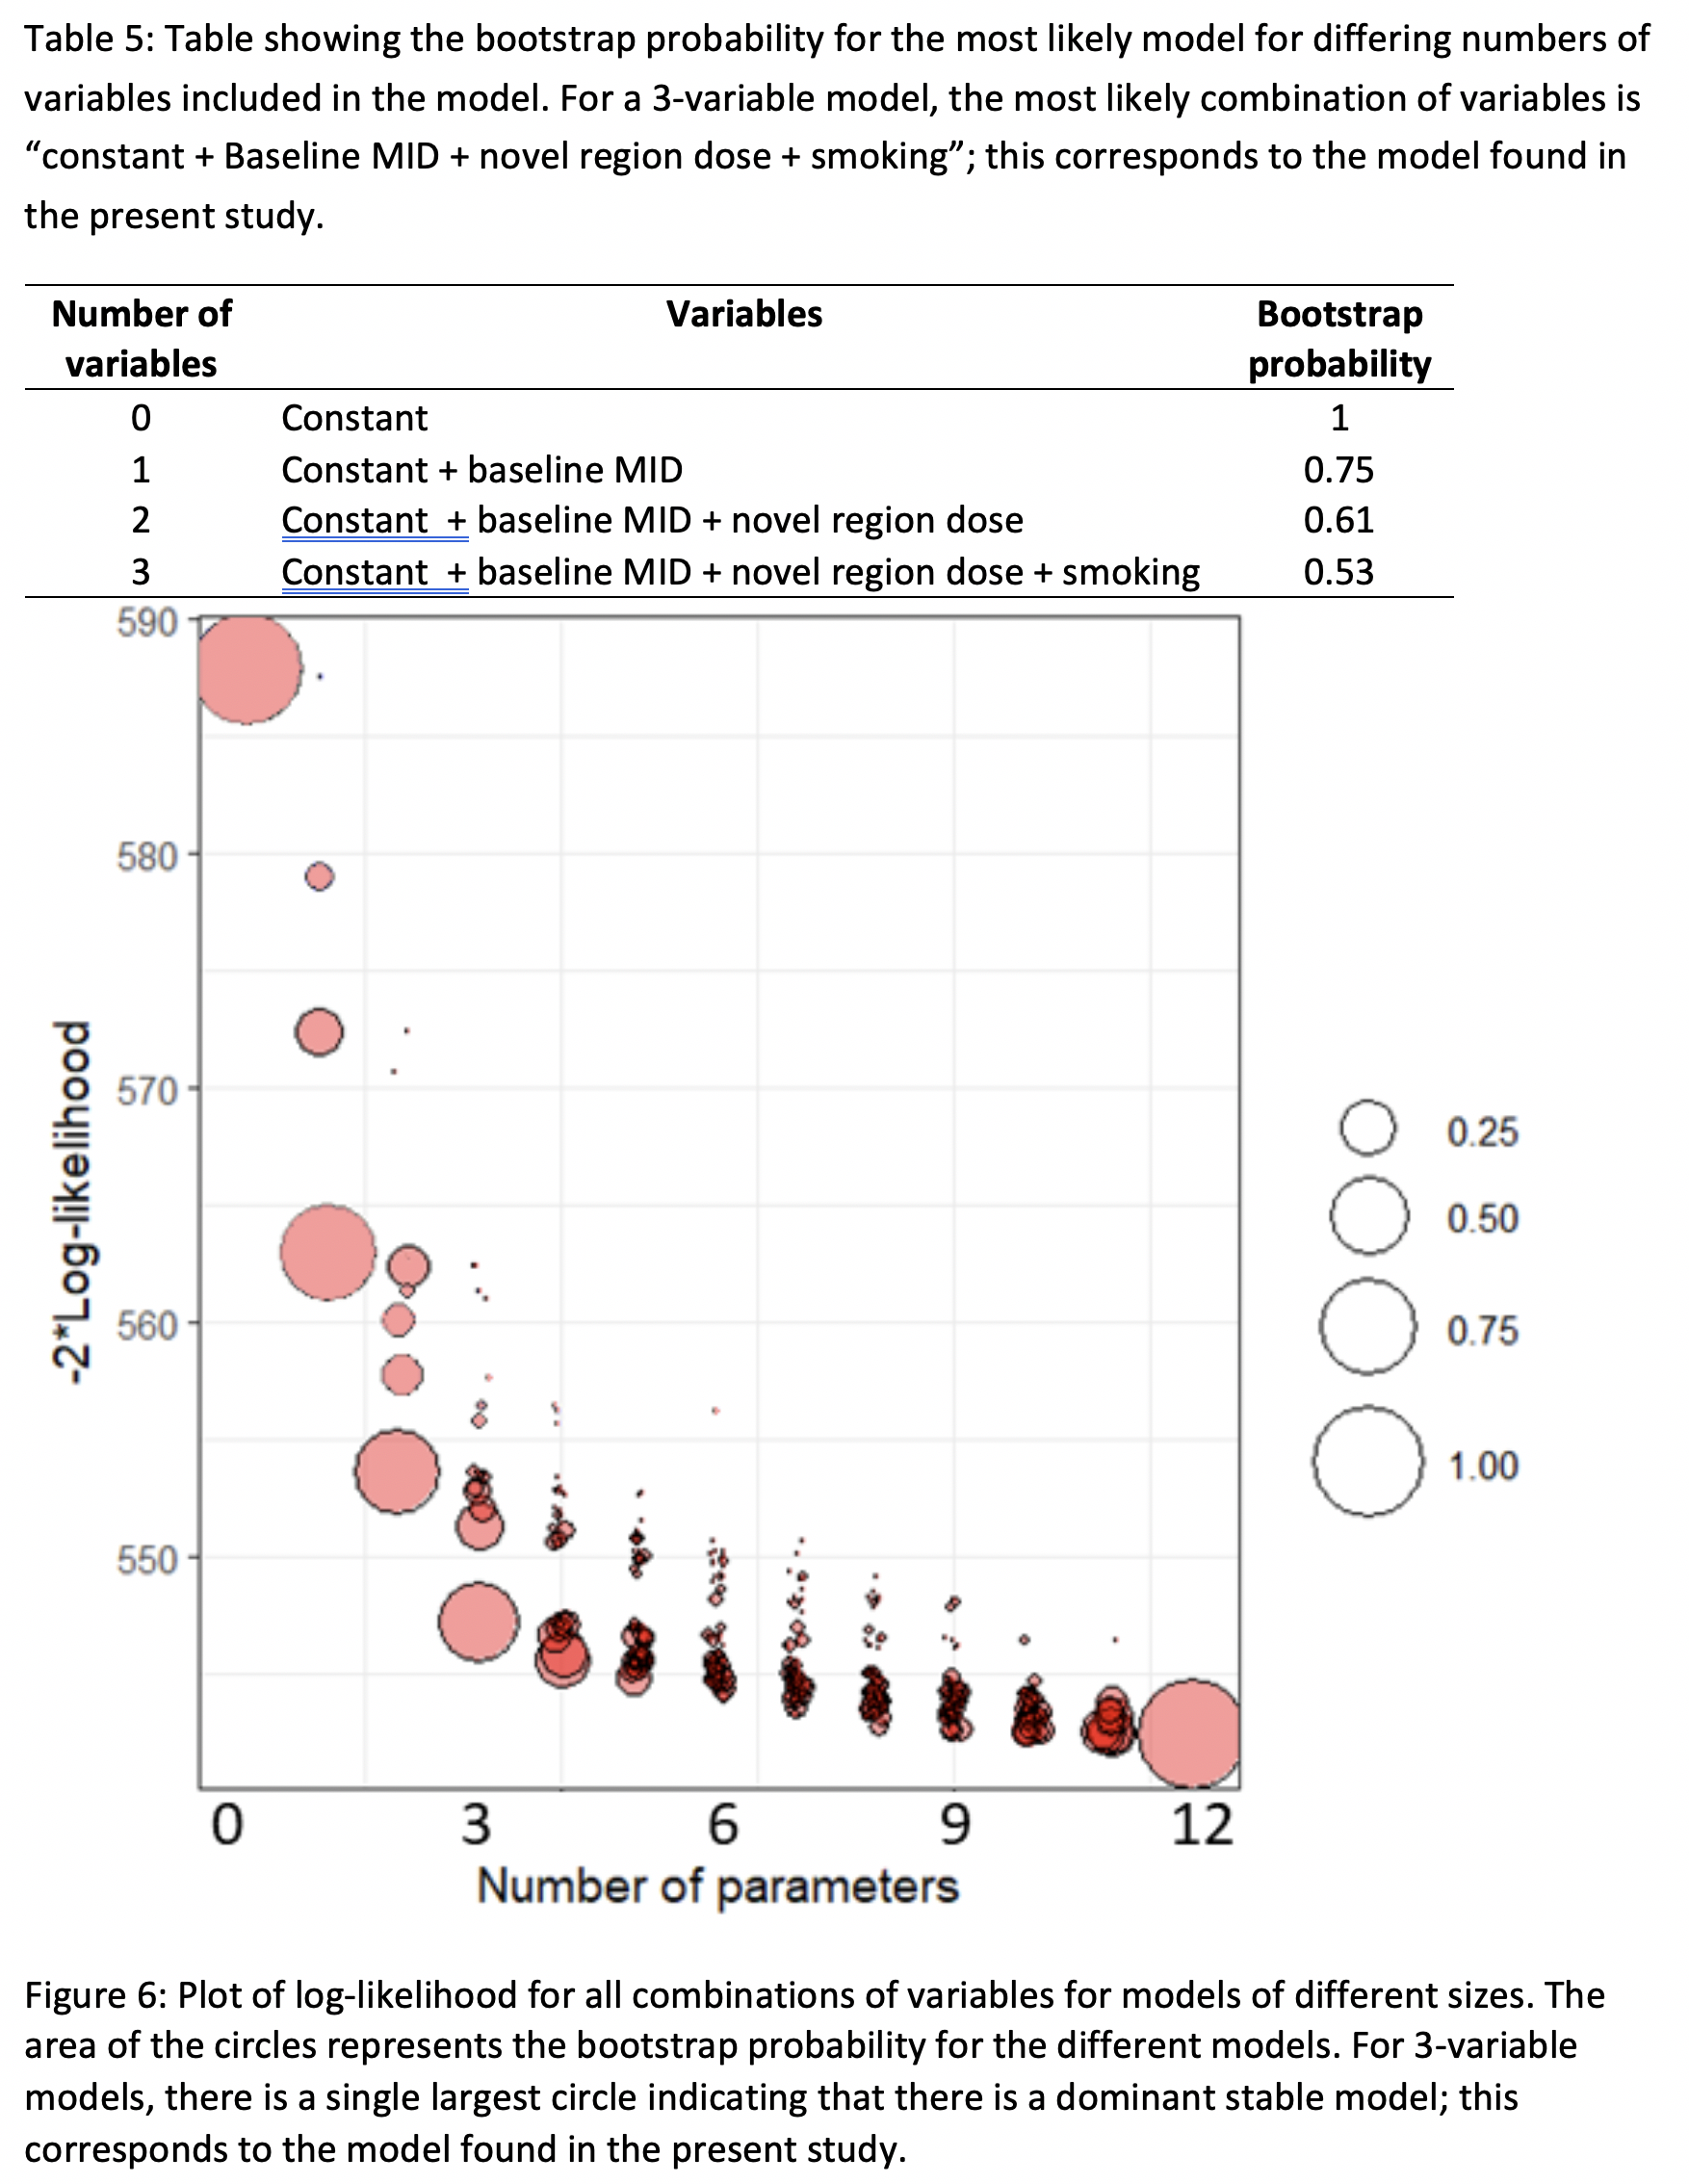 Table 5: Table showing the bootstrap probability for the most likely model for differing numbers of
variables included in the model. For a 3-variable model, the most likely combination of variables is
“constant + Baseline MID + novel region dose + smoking”; this corresponds to the model found in
the present study.
Number of variables Variables Bootstrap probability
0 Constant 1
1 Constant + baseline MID 0.75
2 Constant + baseline MID + novel region dose 0.61
3 Constant + baseline MID + novel region dose + smoking 0.53
590
580
570
560
550
-2*Log-likelihood
0 3 6 9 12
Number of parameters
0.25
0.50
0.75
1.00
Figure 6: Plot of log-likelihood for all combinations of variables for models of different sizes. The
area of the circles represents the bootstrap probability for the different models. For 3-variable
models, there is a single largest circle indicating that there is a dominant stable model; this
corresponds to the model found in the present study.